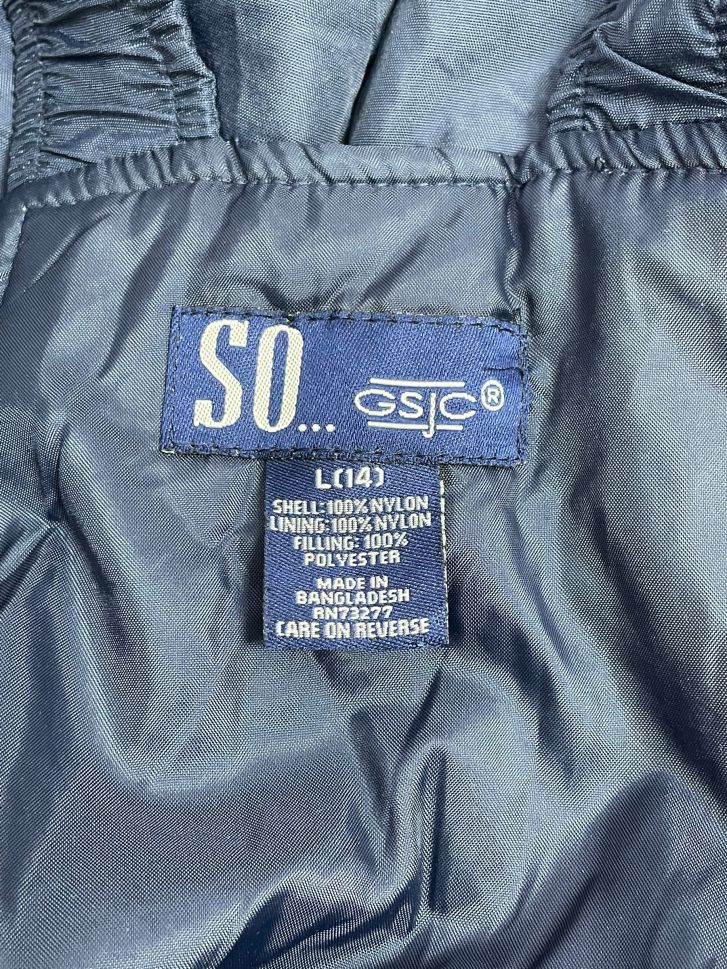 SO... GSJC®
L(14)
SHELL: 100% NYLON
LINING: 100% NYLON
FILLING: 100%
POLYESTER
MADE IN
BANGLADESH
RN73277
CARE ON REVERSE